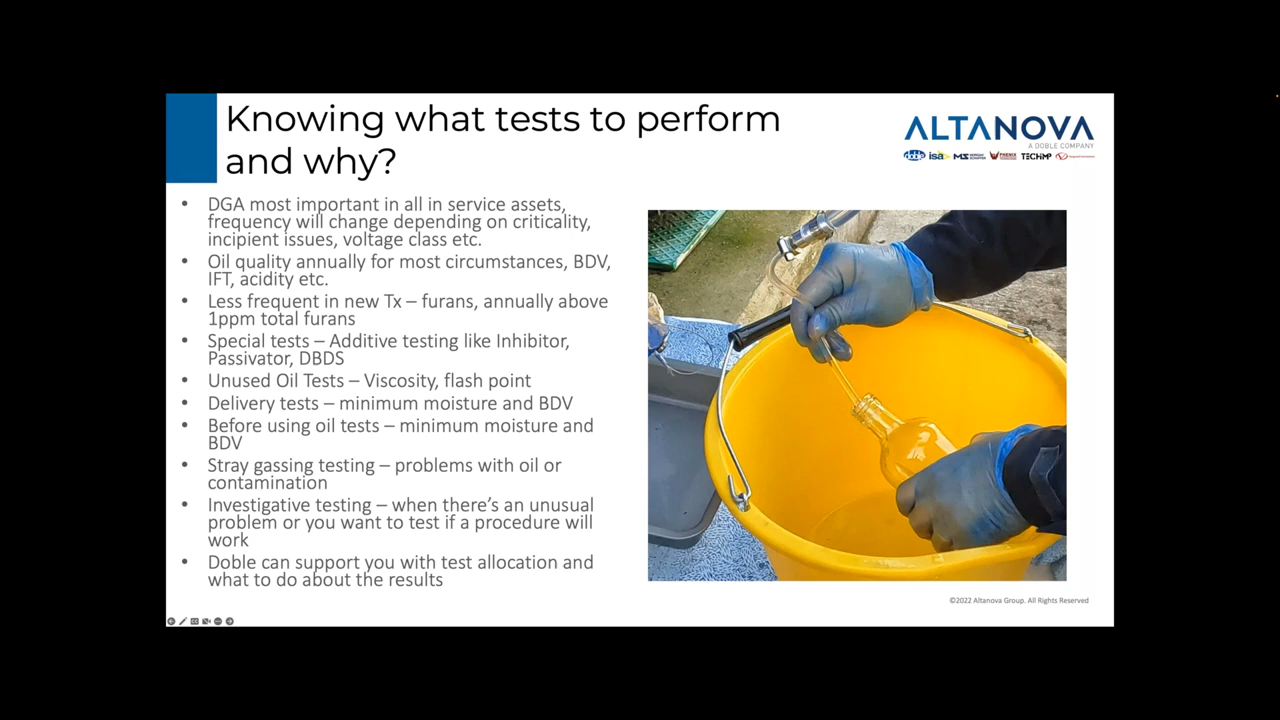 Knowing what tests to perform
and why?
ALTANOVA
A DOBLE COMPANY
doble isa TECHIMP
• DGA most important in all in service assets,
frequency will change depending on criticality,
incipient issues, voltage class etc.
• Oil quality annually for most circumstances, BDV,
IFT, acidity etc.
• Less frequent in new Tx – furans, annually above
1ppm total furans
• Special tests – Additive testing like Inhibitor,
Passivator, DBDS
• Unused Oil Tests – Viscosity, flash point
• Delivery tests – minimum moisture and BDV
• Before using oil tests – minimum moisture and
BDV
• Stray gassing testing – problems with oil or
contamination
• Investigative testing – when there’s an unusual
problem or you want to test if a procedure will
work
• Doble can support you with test allocation and
what to do about the results
©2022 Altanova Group. All Rights Reserved